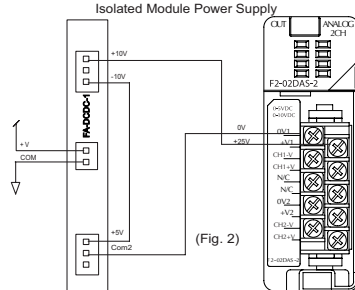 Isolated Module Power Supply
+10V
-10V
FA-DCDC-1
+V
COM
+5V
Com2
0V
+25V
(Fig. 2)
OUT
ANALOG
2CH
F2-02DAS-2
0-5VDC
0-10VDC
0V1
+V1
CH1-V
CH1+V
N/C
N/C
0V2
+V2
CH2-V
CH2+V
F2-02DAS-2